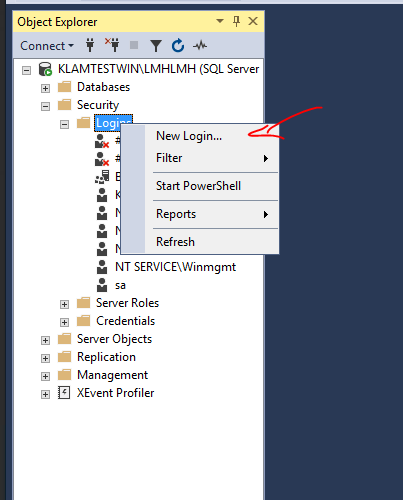 Object Explorer
Connect
KLAMTESTWIN\LMHLMH (SQL Server
Databases
Security
Logins
New Login...
#
Filter
#
Start PowerShell
Reports
Refresh
NT SERVICE\Winmgmt
sa
Server Roles
Credentials
Server Objects
Replication
Management
XEvent Profiler